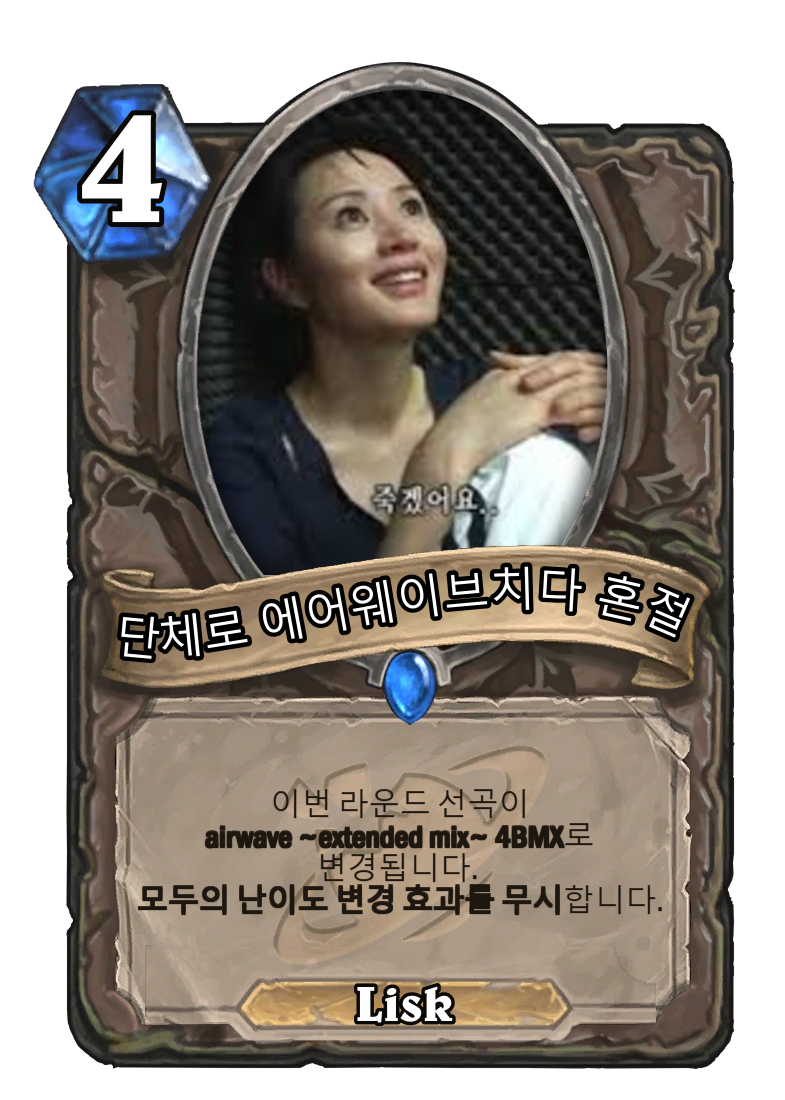 4
죽겠어요..
단체로 에어웨이브치다 혼절
이번 라운드 선곡이
airwave ~extended mix~ 4BMX로
변경됩니다.
모두의 난이도 변경 효과를 무시합니다.
Lisk